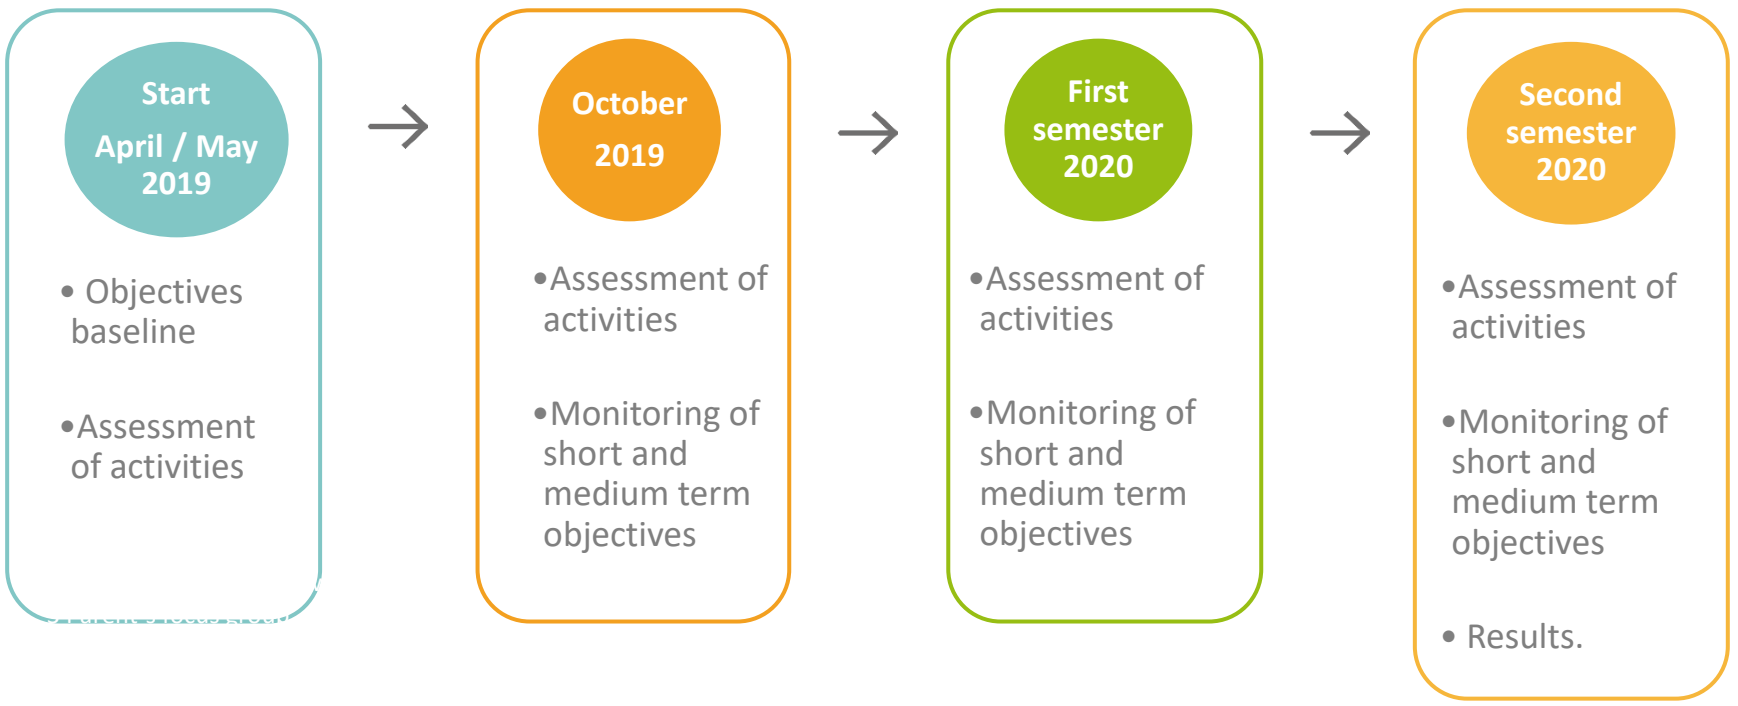 Start
April / May
2019
• Objectives
baseline
•Assessment
of activities
October
2019
•Assessment of
activities
•Monitoring of
short and
medium term
objectives
First
semester
2020
•Assessment of
activities
•Monitoring of
short and
medium term
objectives
Second
semester
2020
•Assessment of
activities
•Monitoring of
short and
medium term
objectives
• Results.